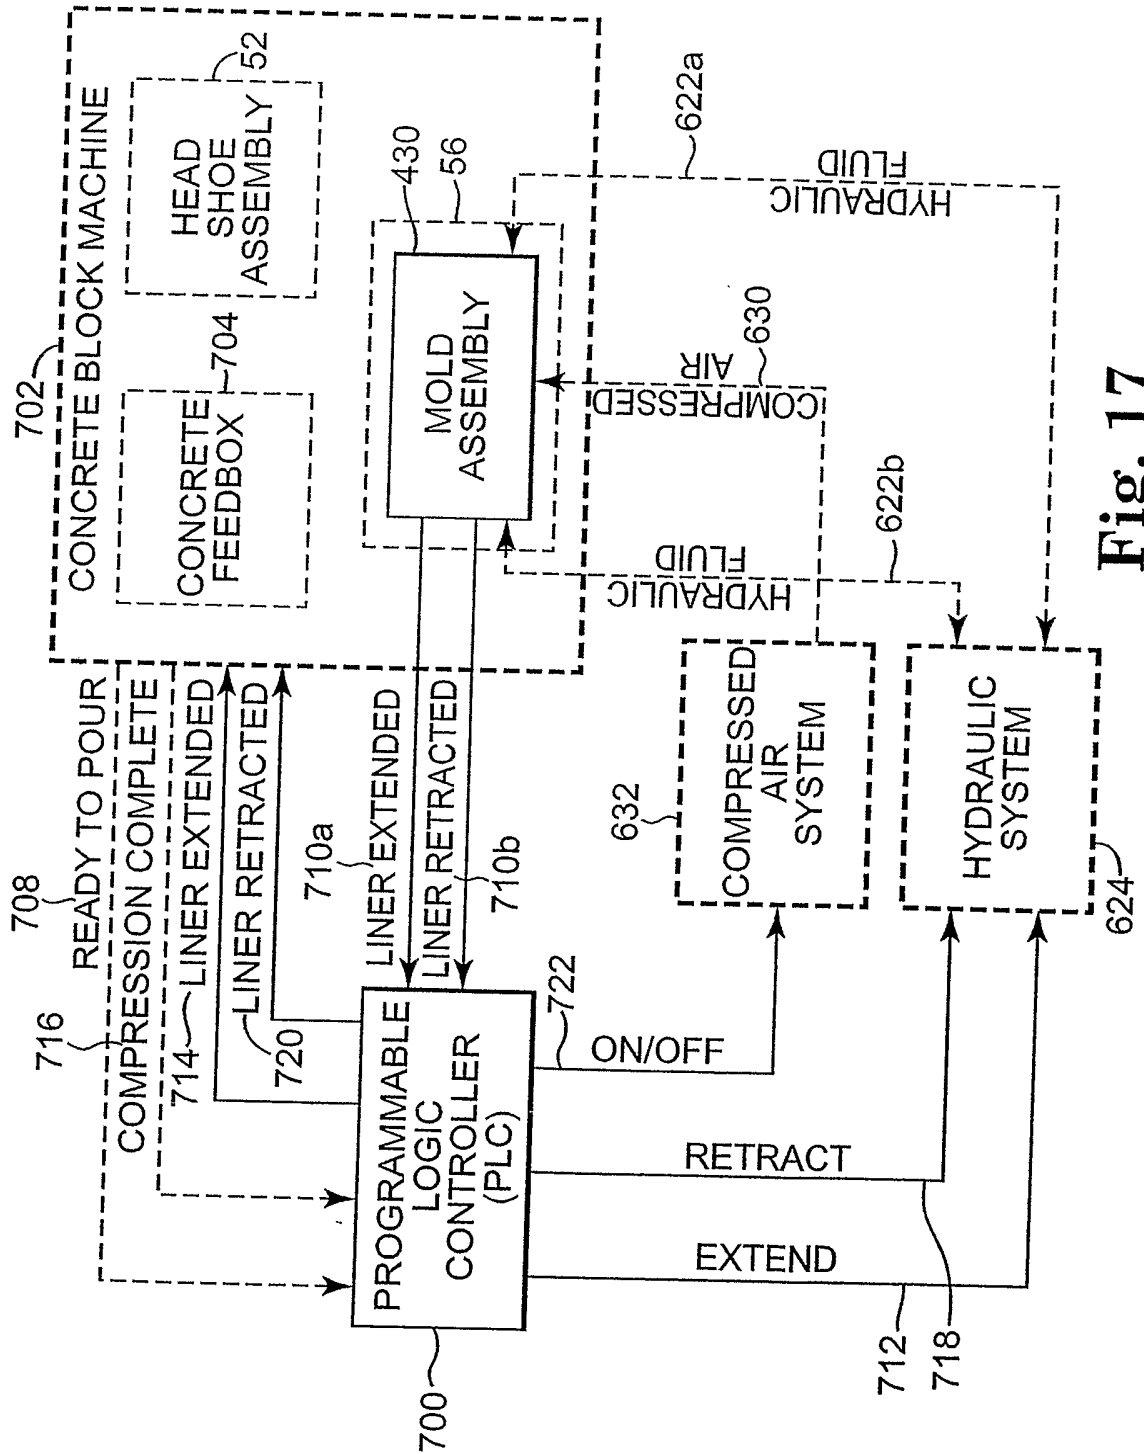 702
CONCRETE BLOCK MACHINE
CONCRETE
FEEDBOX
704
HEAD
SHOE
ASSEMBLY
52
MOLD
ASSEMBLY
430
56
708
READY TO POUR
716
COMPRESSION COMPLETE
714
LINER EXTENDED
720
LINER RETRACTED
710a
LINER EXTENDED
LINER RETRACTED
710b
PROGRAMMABLE
LOGIC
CONTROLLER
(PLC)
700
722
ON/OFF
RETRACT
718
EXTEND
712
632
COMPRESSED
AIR
SYSTEM
HYDRAULIC
SYSTEM
624
HYDRAULIC
FLUID
622b
COMPRESSED
AIR
630
HYDRAULIC
FLUID
622a
Fig. 17